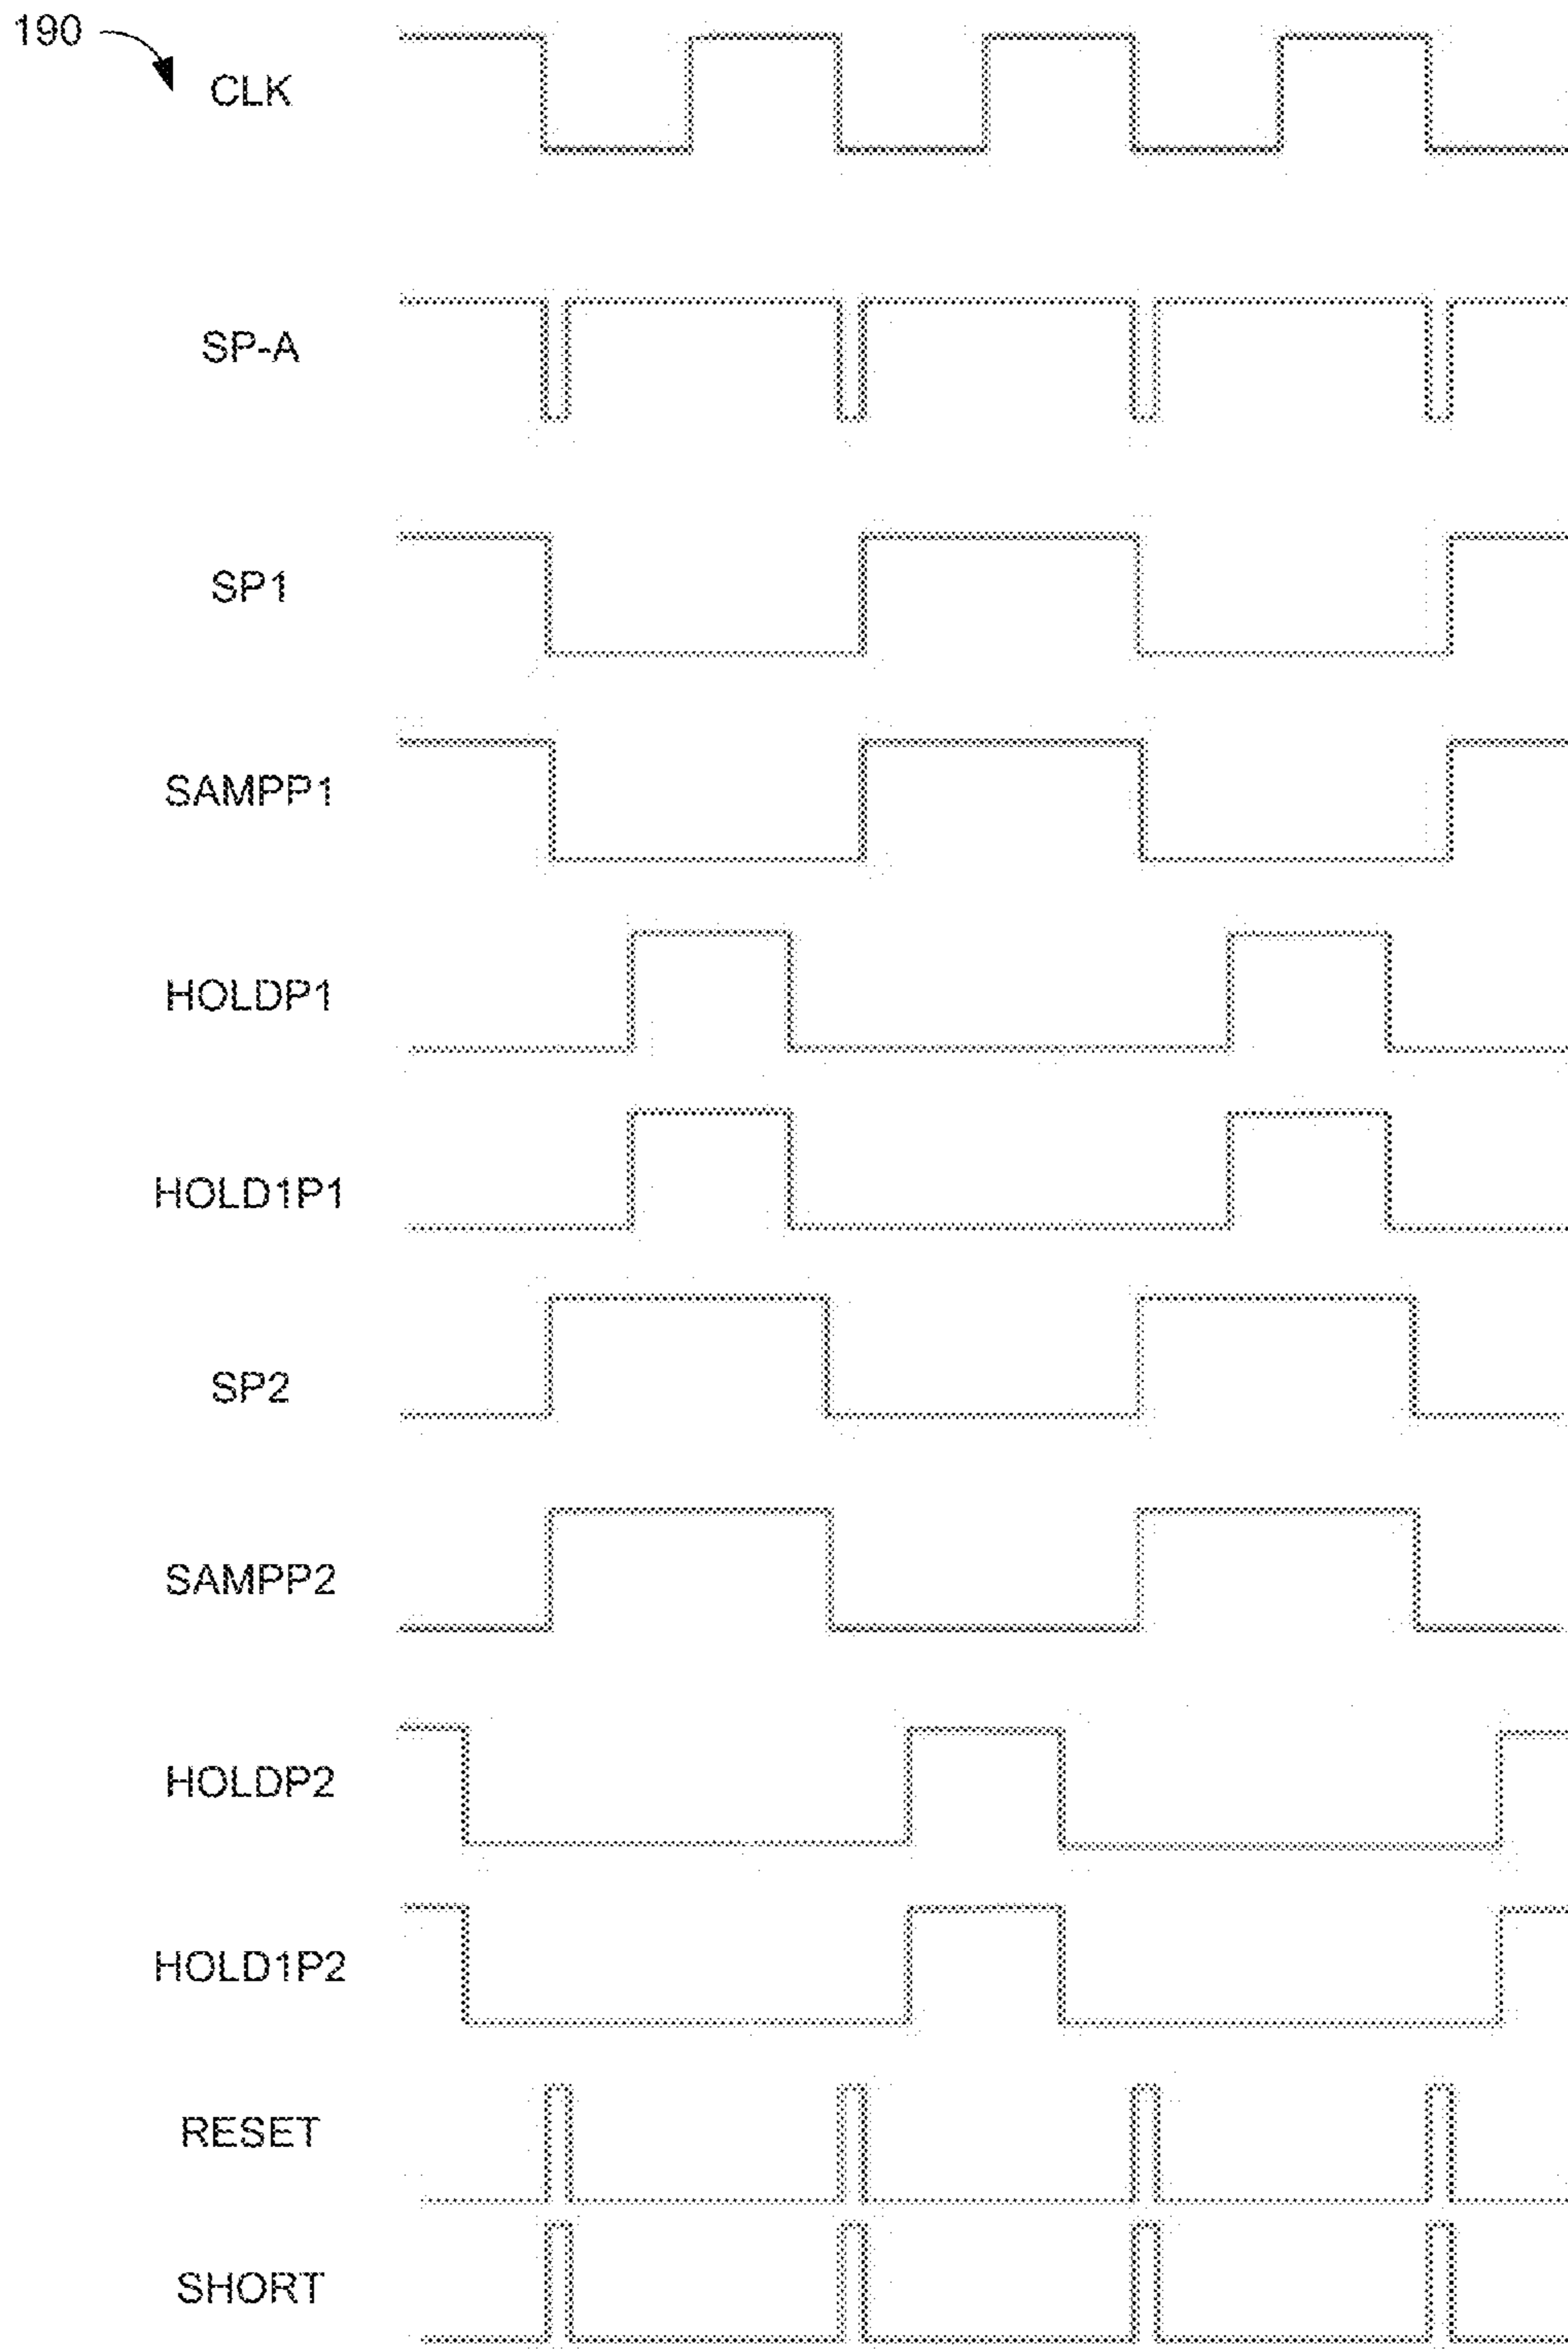 190
CLK
SP-A
SP1
SAMPP1
HOLDP1
HOLD1P1
SP2
SAMPP2
HOLDP2
HOLD1P2
RESET
SHORT